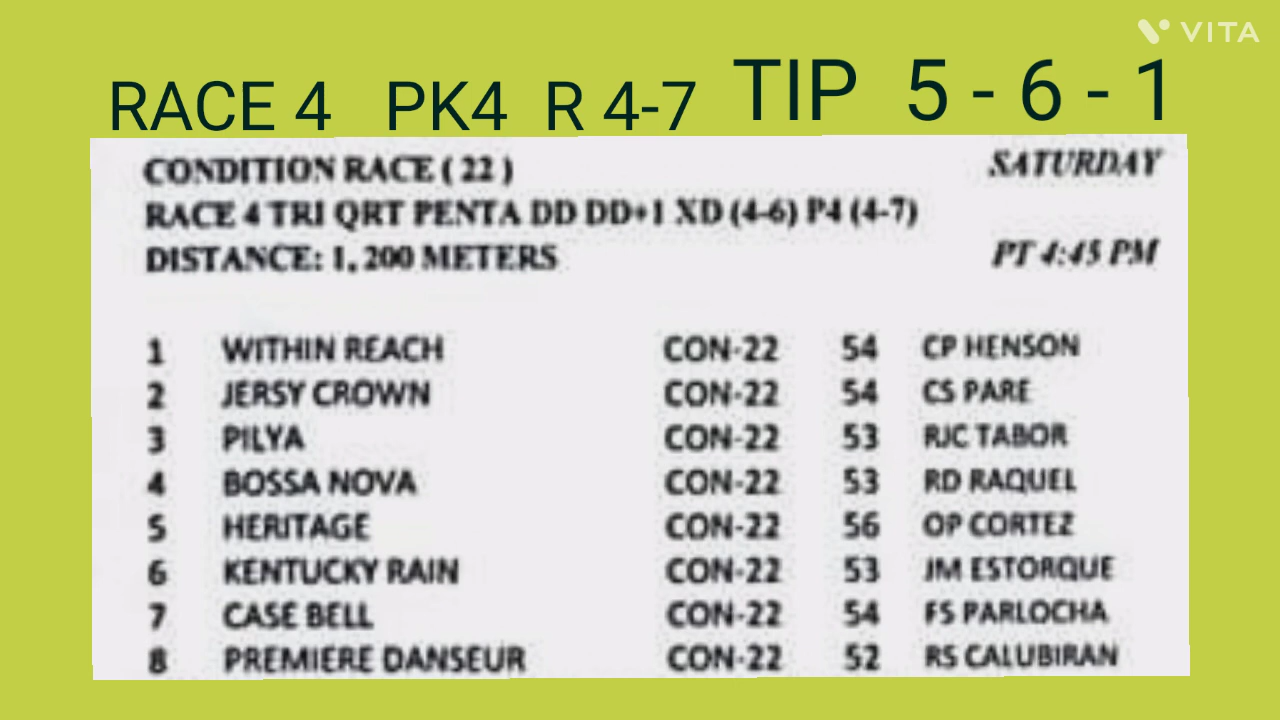 VITA
RACE 4 PK4 R 4-7 TIP 5 - 6 - 1
CONDITION RACE ( 22 ) SATURDAY
RACE 4 TRI QRT PENTA DD DD+1 XD (4-6) P4 (4-7)
DISTANCE: 1, 200 METERS PT 4:45 PM
1 WITHIN REACH CON-22 54 CP HENSON
2 JERSY CROWN CON-22 54 CS PARE
3 PILYA CON-22 53 RJC TABOR
4 BOSSA NOVA CON-22 53 RD RAQUEL
5 HERITAGE CON-22 56 OP CORTEZ
6 KENTUCKY RAIN CON-22 53 JM ESTORQUE
7 CASE BELL CON-22 54 FS PARLOCHA
8 PREMIERE DANSEUR CON-22 52 RS CALUBIRAN